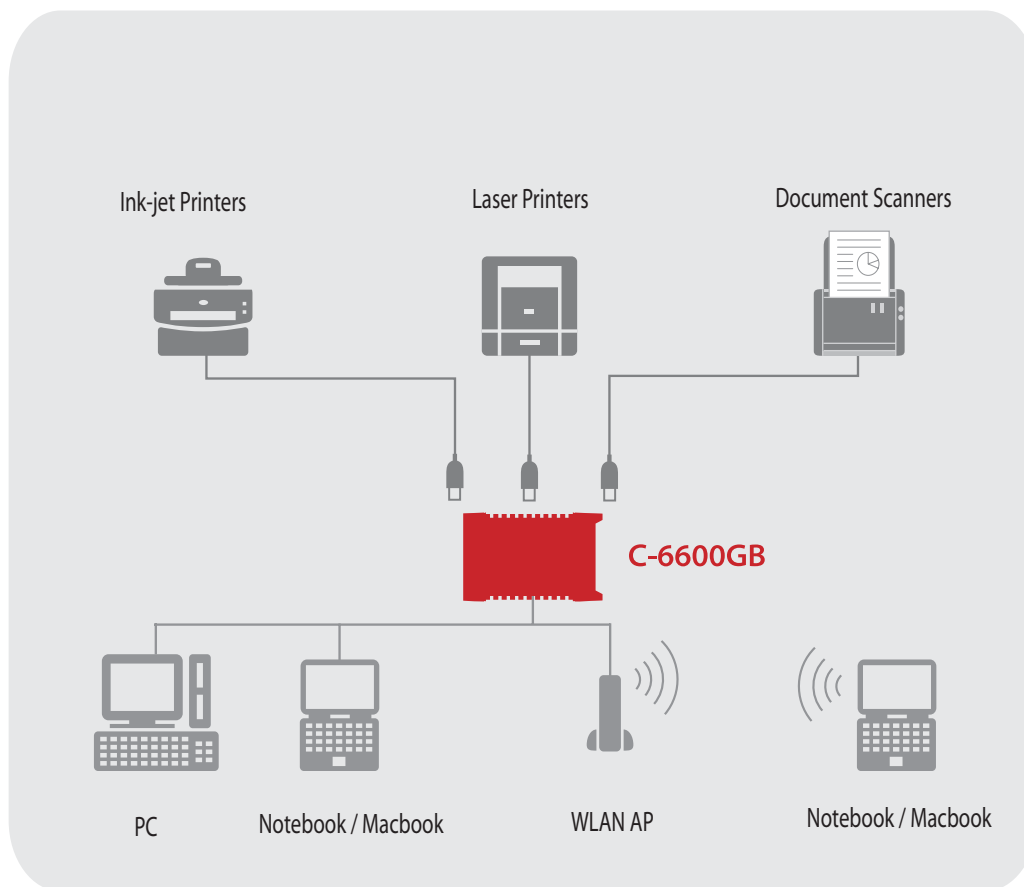 Ink-jet Printers
Laser Printers
Document Scanners
C-6600GB
PC
Notebook / Macbook
WLAN AP
Notebook / Macbook